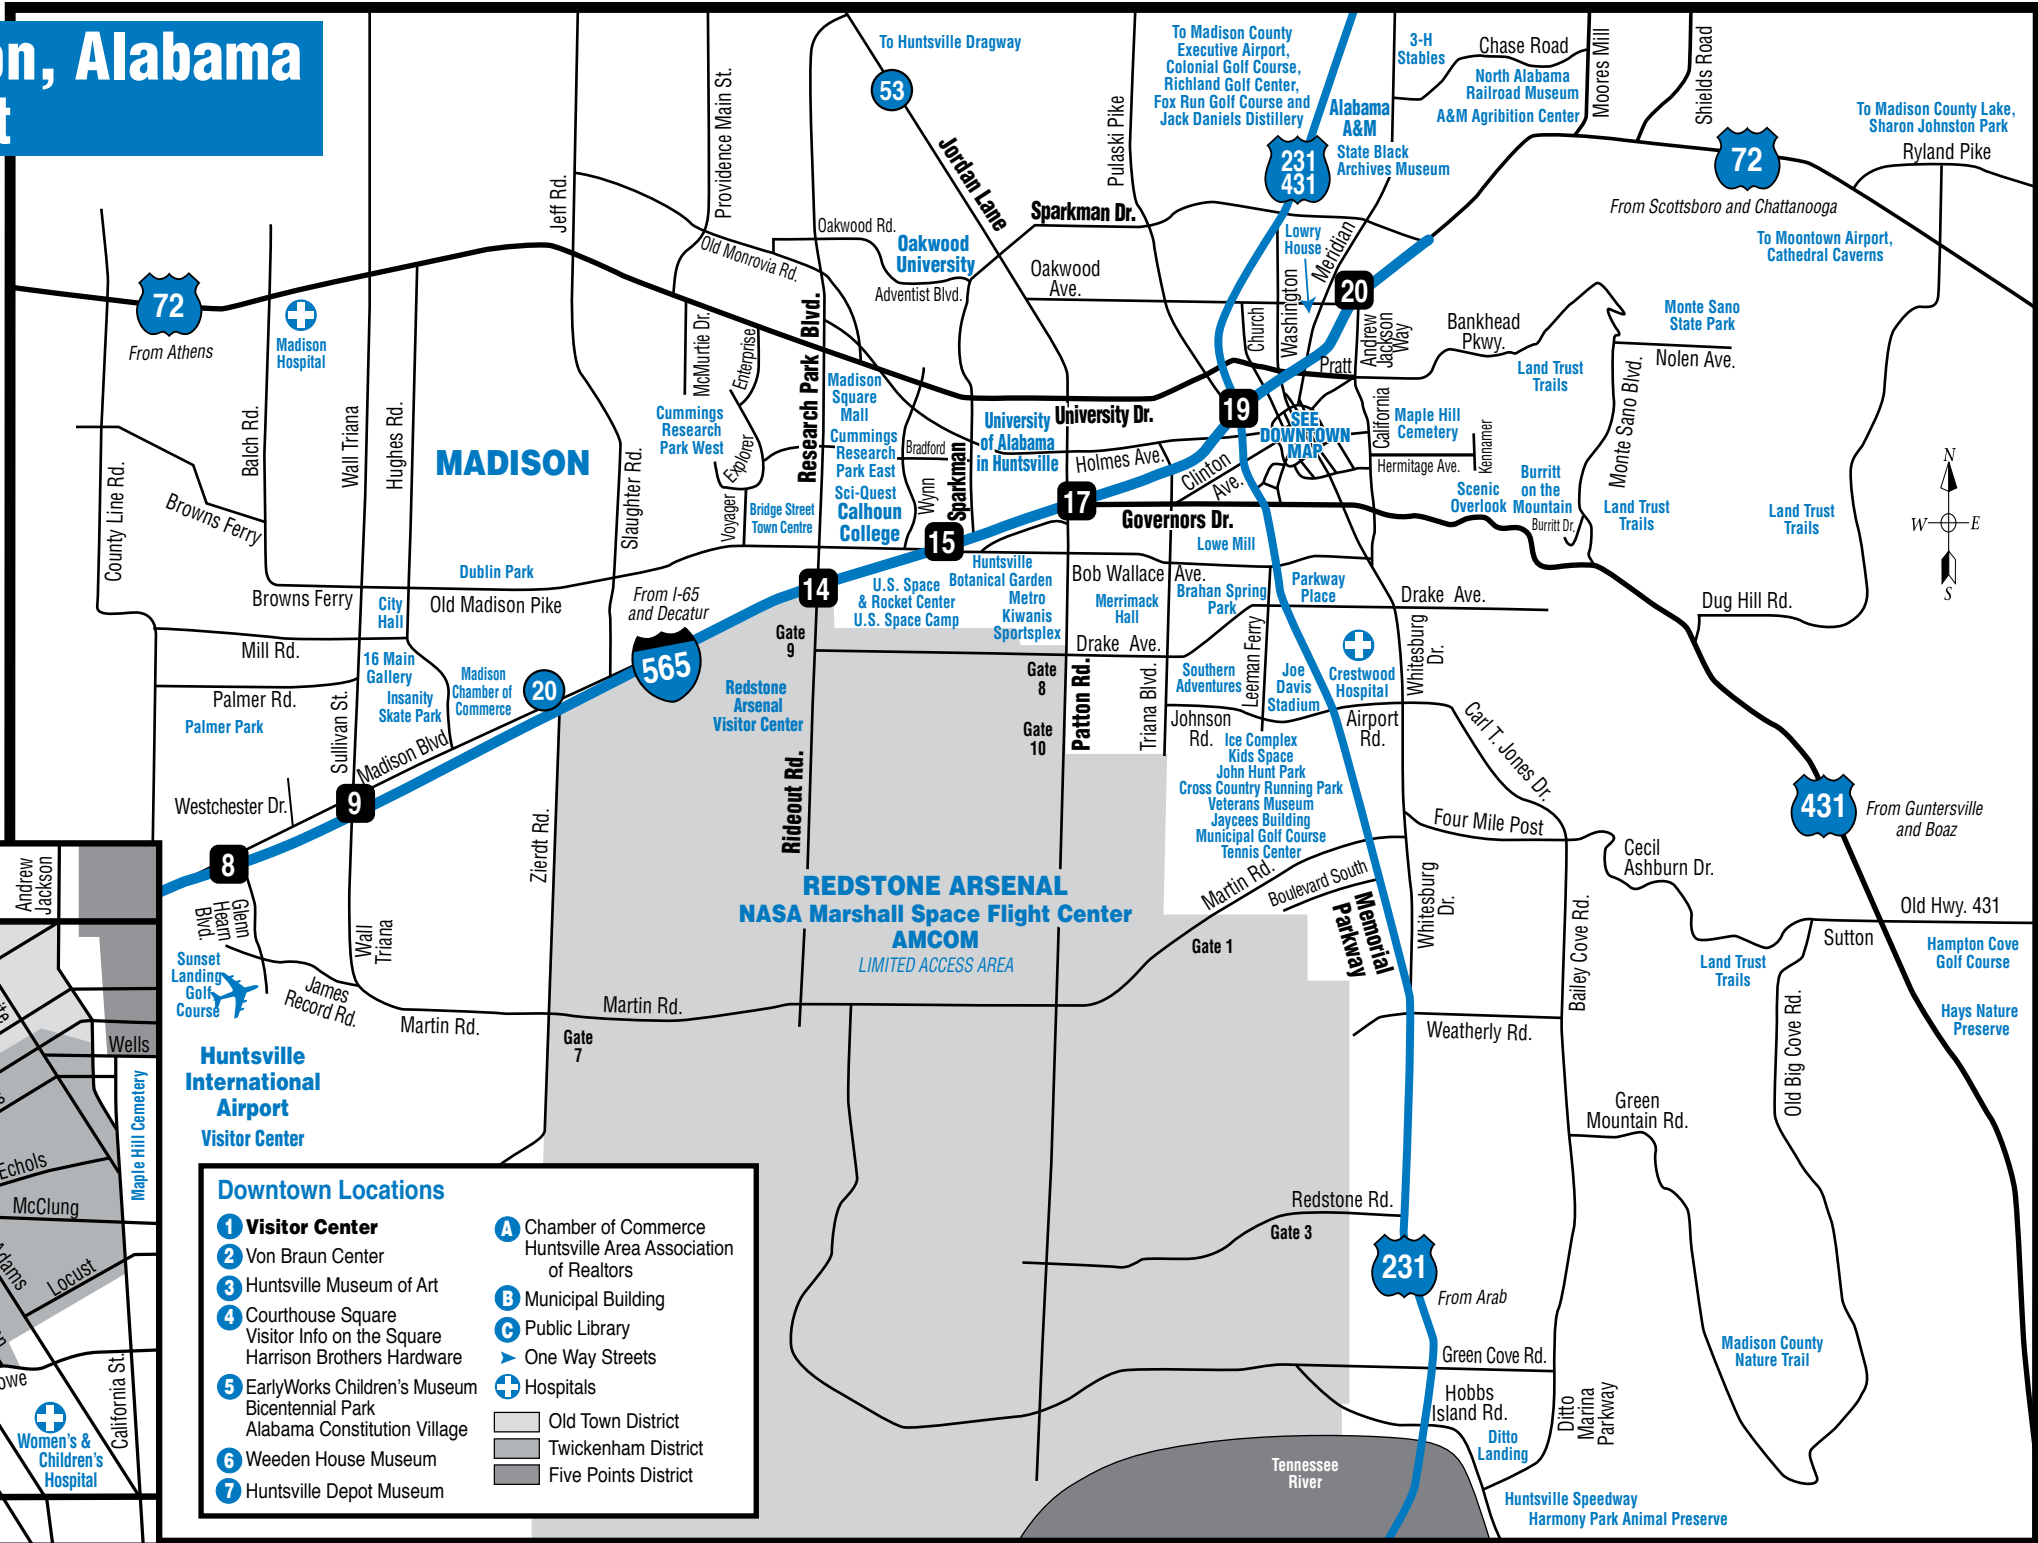 on, Alabama
t
To Huntsville Dragway
53
Jordan Lane
Providence Main St.
Jeff Rd.
Pulaski Pike
To Madison County
Executive Airport,
Colonial Golf Course,
Richland Golf Center,
Fox Run Golf Course and
Jack Daniels Distillery
231
431
Alabama
A&M
State Black
Archives Museum
3-H
Stables
Chase Road
North Alabama
Railroad Museum
A&M Agribition Center
Moores Mill
Shields Road
72
From Scottsboro and Chattanooga
To Madison County Lake,
Sharon Johnston Park
Ryland Pike
To Moontown Airport,
Cathedral Caverns
72
From Athens
Madison
Hospital
Old Monrovia Rd.
Oakwood Rd.
Oakwood
University
Adventist Blvd.
Sparkman Dr.
Oakwood
Ave.
Lowry
House
Meridian
Washington
Church
20
Andrew
Jackson
Way
Pratt
Bankhead
Pkwy.
Monte Sano
State Park
Nolen Ave.
Land Trust
Trails
Monte Sano Blvd.
County Line Rd.
Balch Rd.
Wall Triana
Hughes Rd.
MADISON
Slaughter Rd.
McMurtie Dr.
Enterprise
Explorer
Voyager
Cummings
Research
Park West
Research Park Blvd.
Madison
Square
Mall
Cummings
Research
Park East
Sci-Quest
Calhoun
College
Bridge Street
Town Centre
Bradford
Wynn
Sparkman
University
of Alabama
in Huntsville
University Dr.
Holmes Ave.
Clinton
Ave.
19
SEE
DOWNTOWN
MAP
California
Maple Hill
Cemetery
Kennamer
Hermitage Ave.
Scenic
Overlook
Burritt
on the
Mountain
Burritt Dr.
Land Trust
Trails
Land Trust
Trails
N
W
E
S
Browns Ferry
Browns Ferry
Dublin Park
Old Madison Pike
City
Hall
From I-65
and Decatur
565
14
15
17
Governors Dr.
Lowe Mill
U.S. Space
& Rocket Center
U.S. Space Camp
Huntsville
Botanical Garden
Metro
Kiwanis
Sportsplex
Bob Wallace Ave.
Merrimack
Hall
Brahan Spring
Park
Parkway
Place
Drake Ave.
Drake Ave.
Dug Hill Rd.
Mill Rd.
16 Main
Gallery
Insanity
Skate Park
Madison
Chamber of
Commerce
20
Palmer Rd.
Palmer Park
Sullivan St.
Madison Blvd.
Westchester Dr.
9
8
Gate
9
Gate
8
Gate
10
Redstone
Arsenal
Visitor Center
Rideout Rd.
Patton Rd.
Triana Blvd.
Southern
Adventures
Leeman Ferry
Joe
Davis
Stadium
Crestwood
Hospital
Whitesburg
Dr.
Johnson
Rd.
Airport
Rd.
Carl T. Jones Dr.
Ice Complex
Kids Space
John Hunt Park
Cross Country Running Park
Veterans Museum
Jaycees Building
Municipal Golf Course
Tennis Center
Four Mile Post
Cecil
Ashburn Dr.
431
From Guntersville
and Boaz
Zierdt Rd.
REDSTONE ARSENAL
NASA Marshall Space Flight Center
AMCOM
LIMITED ACCESS AREA
Martin Rd.
Boulevard South
Gate 1
Memorial
Parkway
Whitesburg
Dr.
Bailey Cove Rd.
Old Hwy. 431
Sutton
Land Trust
Trails
Hampton Cove
Golf Course
Hays Nature
Preserve
Old Big Cove Rd.
Glenn
Hearn
Blvd.
Wall
Triana
Sunset
Landing
Golf
Course
James
Record Rd.
Martin Rd.
Martin Rd.
Gate
7
Weatherly Rd.
Huntsville
International
Airport
Visitor Center
Green
Mountain Rd.
Redstone Rd.
Gate 3
231
From Arab
Green Cove Rd.
Hobbs
Island Rd.
Ditto
Landing
Ditto
Marina
Parkway
Madison County
Nature Trail
Tennessee
River
Huntsville Speedway
Harmony Park Animal Preserve
Andrew
Jackson
Wells
Maple Hill Cemetery
Echols
McClung
Adams
Locust
owe
California St.
Women's &
Children's
Hospital
Downtown Locations
1 Visitor Center
2 Von Braun Center
3 Huntsville Museum of Art
4 Courthouse Square
Visitor Info on the Square
Harrison Brothers Hardware
5 EarlyWorks Children's Museum
Bicentennial Park
Alabama Constitution Village
6 Weeden House Museum
7 Huntsville Depot Museum
A Chamber of Commerce
Huntsville Area Association
of Realtors
B Municipal Building
C Public Library
One Way Streets
Hospitals
Old Town District
Twickenham District
Five Points District